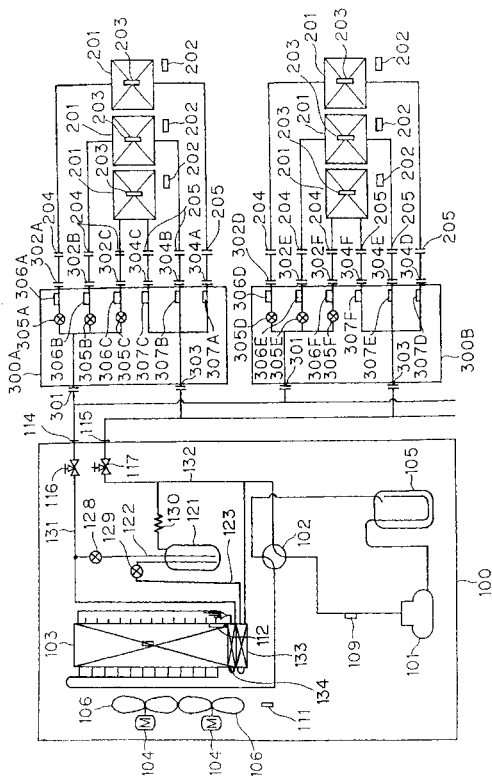 201
203
202
201
203
202
201
203
202
204
205
204
205
204
205
302A
306A
305A
300A
302B
306B
305B
302C
306C
305C
304C
307C
304B
307B
304A
307A
301
303
201
203
202
201
203
202
201
203
202
204
205
204
205
204
205
302D
306D
305D
302E
306E
305E
302F
306F
305F
304F
307F
304E
307E
304D
307D
301
303
300B
114
115
116
117
131
132
128
129
122
130
121
123
102
105
103
112
133
134
109
101
100
106
104
M
104
M
106
111